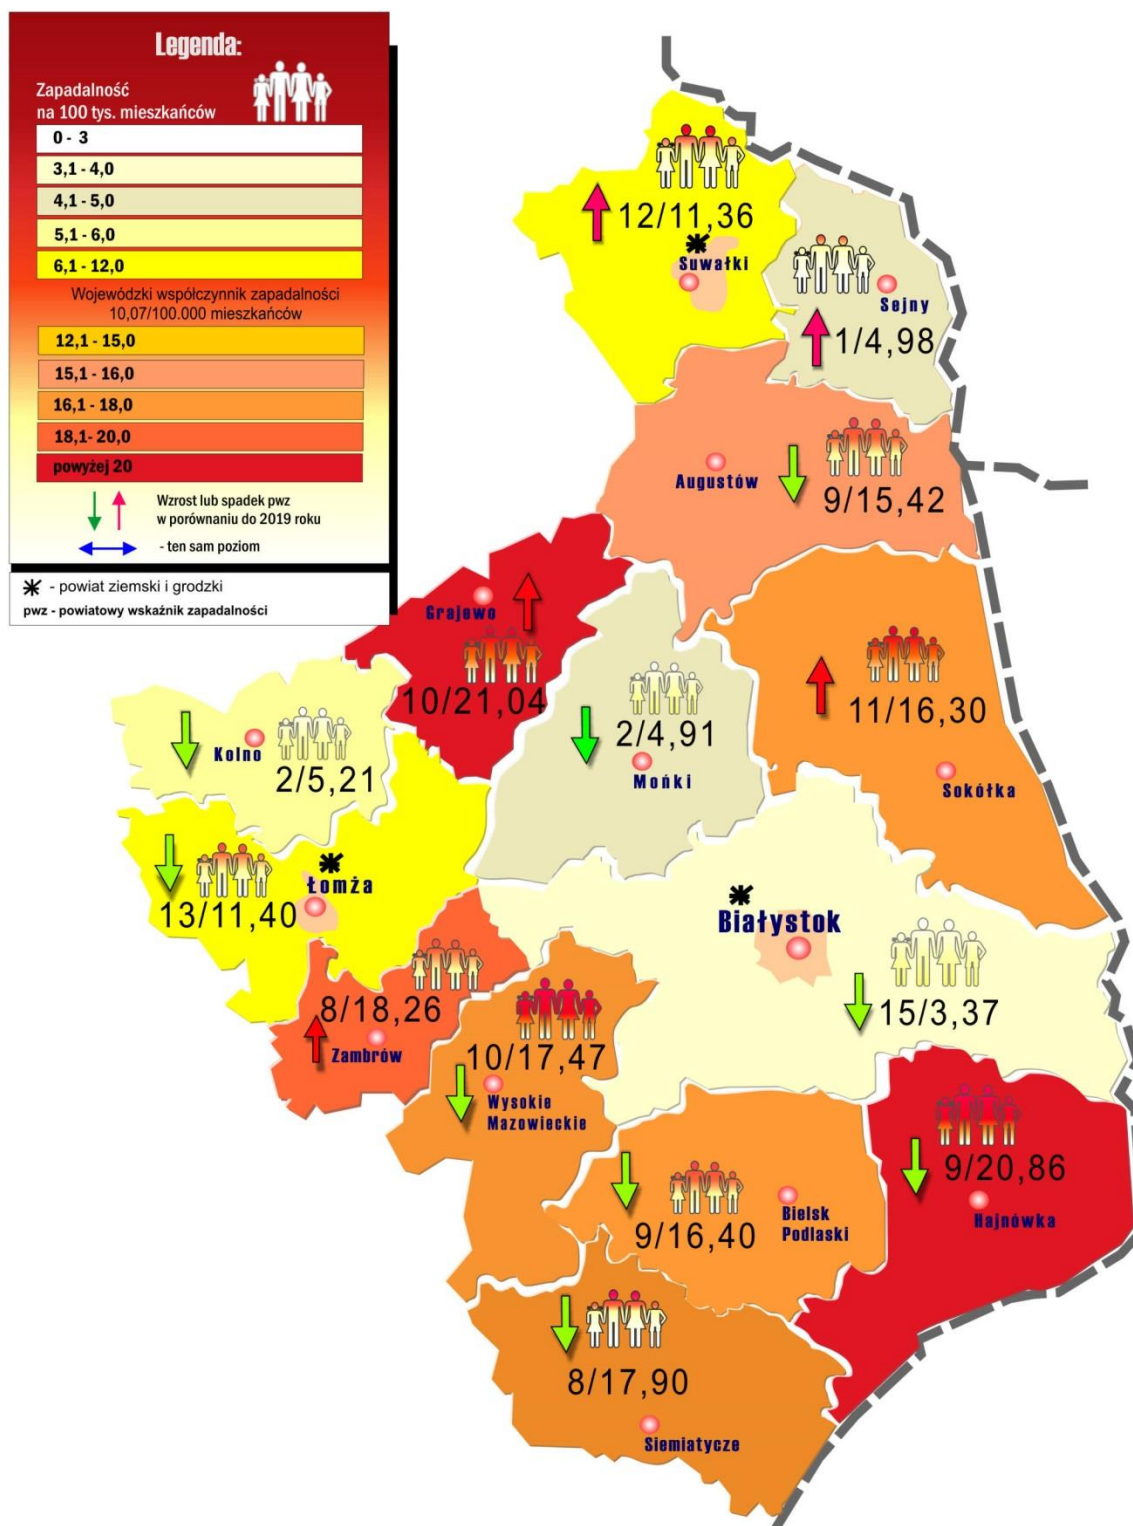 Legenda:
Zapadalność
na 100 tys. mieszkańców
0 - 3
3,1 - 4,0
4,1 - 5,0
5,1 - 6,0
6,1 - 12,0
Wojewódzki współczynnik zapadalności
10,07/100.000 mieszkańców
12,1 - 15,0
15,1 - 16,0
16,1 - 18,0
18,1- 20,0
powyżej 20
Wzrost lub spadek pwz
w porównaniu do 2019 roku
- ten sam poziom
- powiat ziemski i grodzki
pwz - powiatowy wskaźnik zapadalności
12/11,36
Suwałki
Sejny
1/4,98
Augustów
9/15,42
Grajewo
10/21,04
2/4,91
Mońki
11/16,30
Sokółka
Kolno
2/5,21
Łomża
13/11,40
Białystok
15/3,37
8/18,26
Zambrów
10/17,47
Wysokie
Mazowieckie
9/20,86
Hajnówka
Bielsk
Podlaski
9/16,40
8/17,90
Siemiatycze